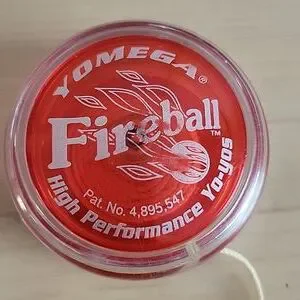 YOMEGA®
Fireball™
Pat. No. 4,895,547
High Performance Yo-yos